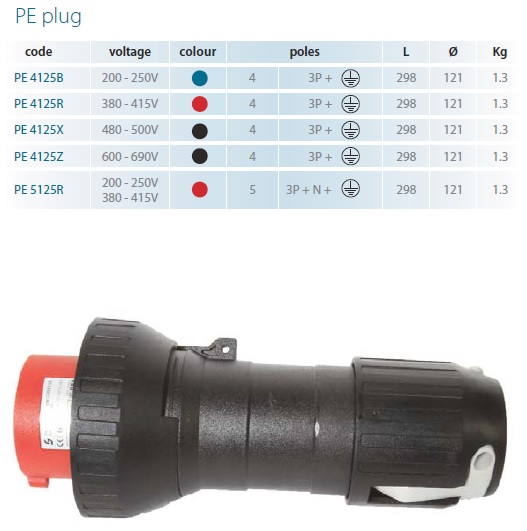 PE plug
code voltage colour poles L Ø Kg
PE 4125B 200 - 250V 4 3P + 298 121 1.3
PE 4125R 380 - 415V 4 3P + 298 121 1.3
PE 4125X 480 - 500V 4 3P + 298 121 1.3
PE 4125Z 600 - 690V 4 3P + 298 121 1.3
PE 5125R 200 - 250V 380 - 415V 5 3P + N + 298 121 1.3